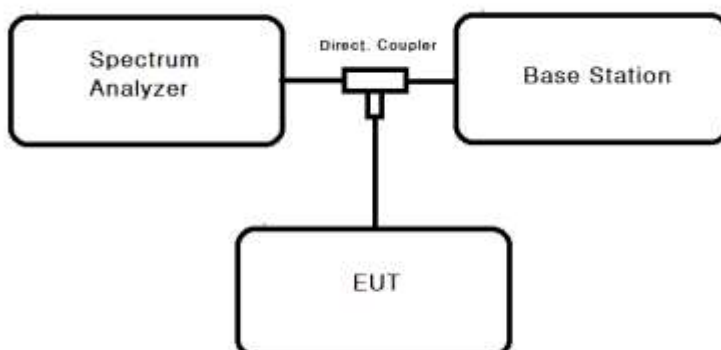 Spectrum
Analyzer
Direct. Coupler
Base Station
EUT